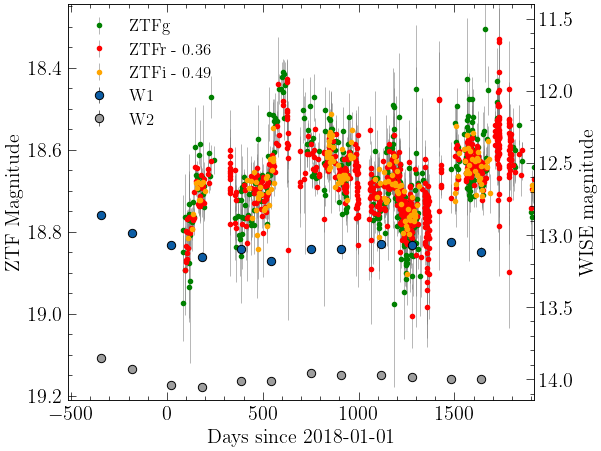 ZTFg
ZTFr - 0.36
ZTFi - 0.49
W1
W2
18.4
18.6
18.8
19.0
19.2
ZTF Magnitude
11.5
12.0
12.5
13.0
13.5
14.0
WISE magnitude
−500
0
500
1000
1500
Days since 2018-01-01